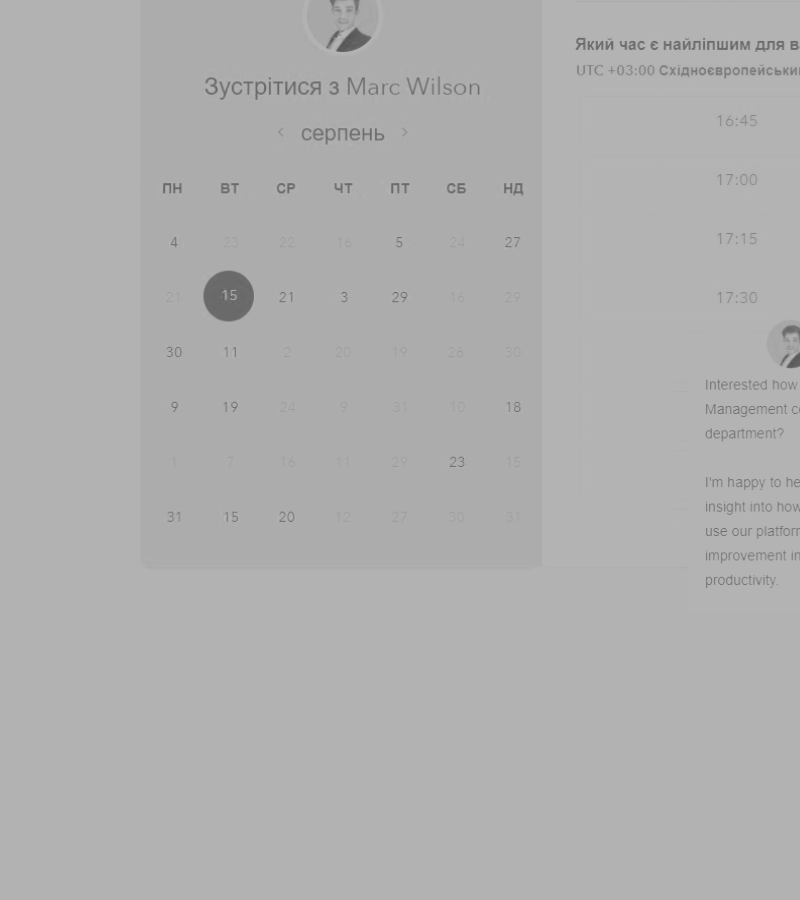 Зустрітися з Marc Wilson
‹ серпень ›
ПН ВТ СР ЧТ ПТ СБ НД
4 23 22 16 5 24 27
21 15 21 3 29 16 29
30 11 2 20 19 26 30
9 19 24 9 31 10 18
1 7 16 11 29 23 15
31 15 20 12 27 30 31
Який час є найліпшим для в
UTC +03:00 Східноєвропейський
16:45
17:00
17:15
17:30
Interested how
Management co
department?
I'm happy to he
insight into how
use our platforr
improvement in
productivity.